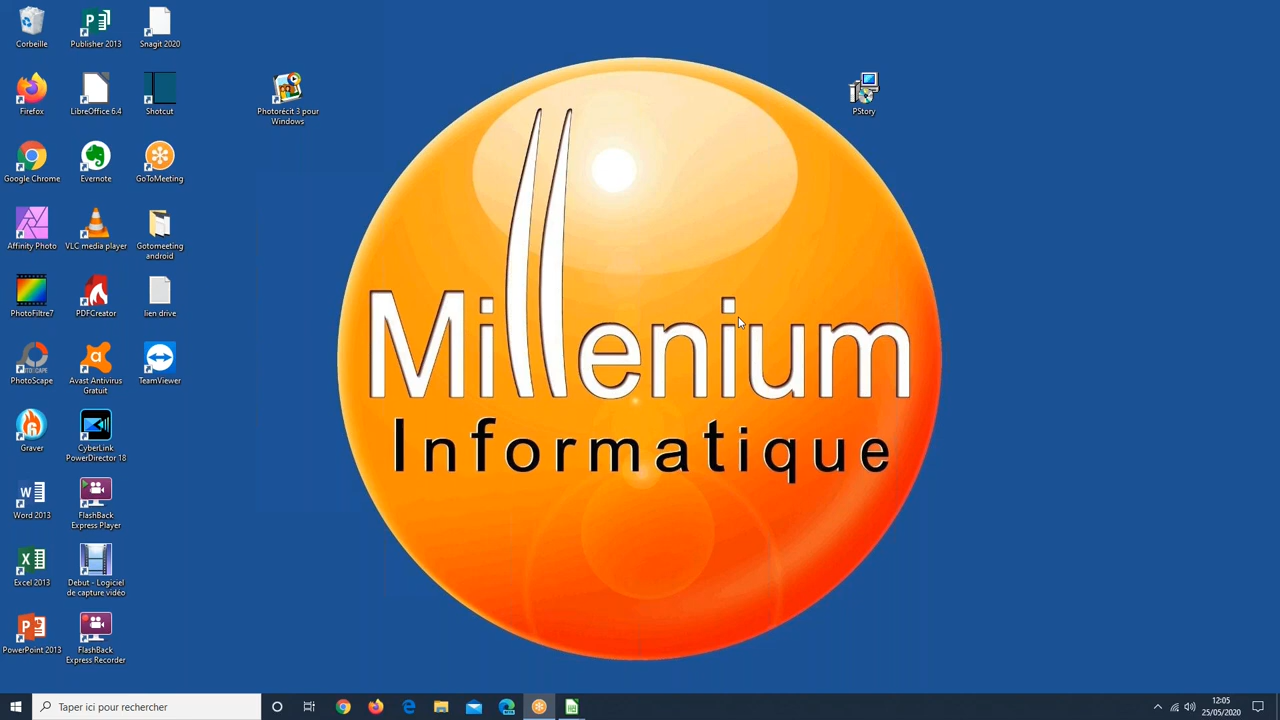 Corbeille
Publisher 2013
Snagit 2020
Firefox
LibreOffice 6.4
Shotcut
Photorécit 3 pour
Windows
PStory
Google Chrome
Evernote
GoToMeeting
Affinity Photo
VLC media player
Gotomeeting
android
PhotoFiltre7
PDFCreator
lien drive
PhotoScape
Avast Antivirus
Gratuit
TeamViewer
Millenium
Informatique
Graver
CyberLink
PowerDirector 18
Word 2013
FlashBack
Express Player
Excel 2013
Debut - Logiciel
de capture vidéo
PowerPoint 2013
FlashBack
Express Recorder
Taper ici pour rechercher
12:05
25/05/2020